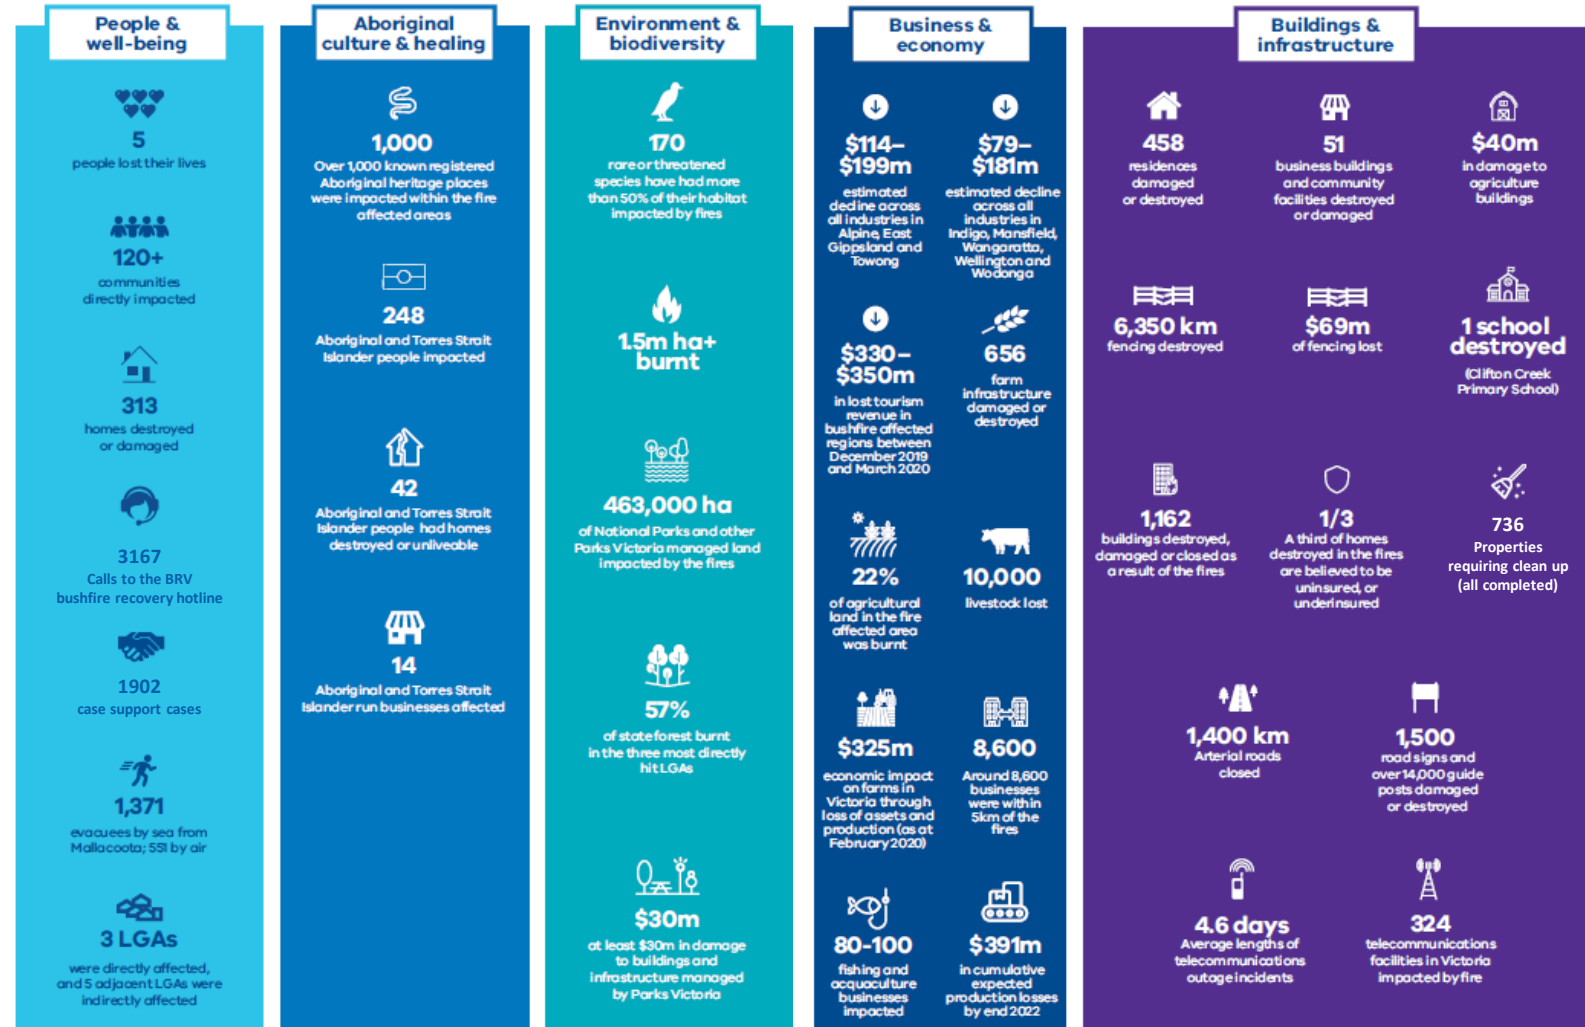 People &
well-being
5
people lost their lives
120+
communities
directly impacted
313
homes destroyed
or damaged
3167
Calls to the BRV
bushfire recovery hotline
1902
case support cases
1,371
evacuees by sea from
Mallacoota; 551 by air
3 LGAs
were directly affected,
and 5 adjacent LGAs were
indirectly affected
Aboriginal
culture & healing
1,000
Over 1,000 known registered
Aboriginal heritage places
were impacted within the fire
affected areas
248
Aboriginal and Torres Strait
Islander people impacted
42
Aboriginal and Torres Strait
Islander people had homes
destroyed or unliveable
14
Aboriginal and Torres Strait
Islander run businesses affected
Environment &
biodiversity
170
rare or threatened
species have had more
than 50% of their habitat
impacted by fires
1.5m ha+
burnt
463,000 ha
of National Parks and other
Parks Victoria managed land
impacted by the fires
57%
of state forest burnt
in the three most directly
hit LGAs
$30m
at least $30m in damage
to buildings and
infrastructure managed
by Parks Victoria
Business &
economy
$114–
$199m
estimated
decline across
all industries in
Alpine, East
Gippsland and
Towong
$79–
$181m
estimated decline
across all
industries in
Indigo, Mansfield,
Wangaratta,
Wellington and
Wodonga
$330–
$350m
in lost tourism
revenue in
bushfire affected
regions between
December 2019
and March 2020
656
farm
infrastructure
damaged or
destroyed
22%
of agricultural
land in the fire
affected area
was burnt
10,000
livestock lost
$325m
economic impact
on farms in
Victoria through
loss of assets and
production (as at
February 2020)
8,600
Around 8,600
businesses
were within
5km of the
fires
80-100
fishing and
acquaculture
businesses
impacted
$391m
in cumulative
expected
production losses
by end 2022
Buildings &
infrastructure
458
residences
damaged
or destroyed
51
business buildings
and community
facilities destroyed
or damaged
$40m
in damage to
agriculture
buildings
6,350 km
fencing destroyed
$69m
of fencing lost
1 school
destroyed
(Clifton Creek
Primary School)
1,162
buildings destroyed,
damaged or closed as
a result of the fires
1/3
A third of homes
destroyed in the fires
are believed to be
uninsured, or
underinsured
736
Properties
requiring clean up
(all completed)
1,400 km
Arterial roads
closed
1,500
road signs and
over 14,000 guide
posts damaged
or destroyed
4.6 days
Average lengths of
telecommunications
outage incidents
324
telecommunications
facilities in Victoria
impacted by fire